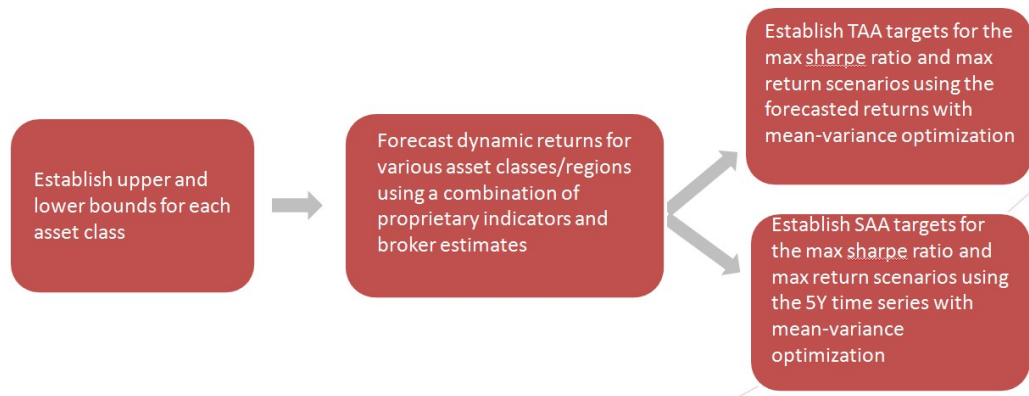 Establish upper and
lower bounds for each
asset class
Forecast dynamic returns for
various asset classes/regions
using a combination of
proprietary indicators and
broker estimates
Establish TAA targets for the
max sharpe ratio and max
return scenarios using the
forecasted returns with
mean-variance optimization
Establish SAA targets for
the max sharpe ratio and
max return scenarios using
the 5Y time series with
mean-variance
optimization